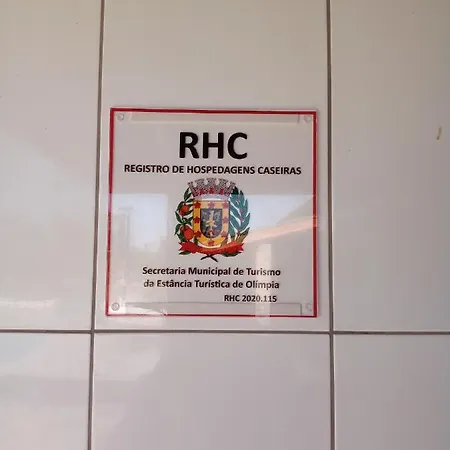 RHC
REGISTRO DE HOSPEDAGENS CASEIRAS
Secretaria Municipal de Turismo
da Estância Turística de Olímpia
RHC 2020.115